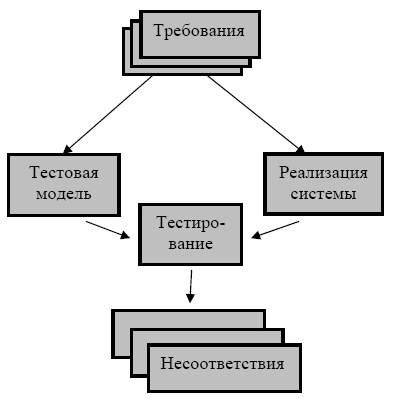 Требования
Тестовая
модель
Реализация
системы
Тестиро-
вание
Несоответствия